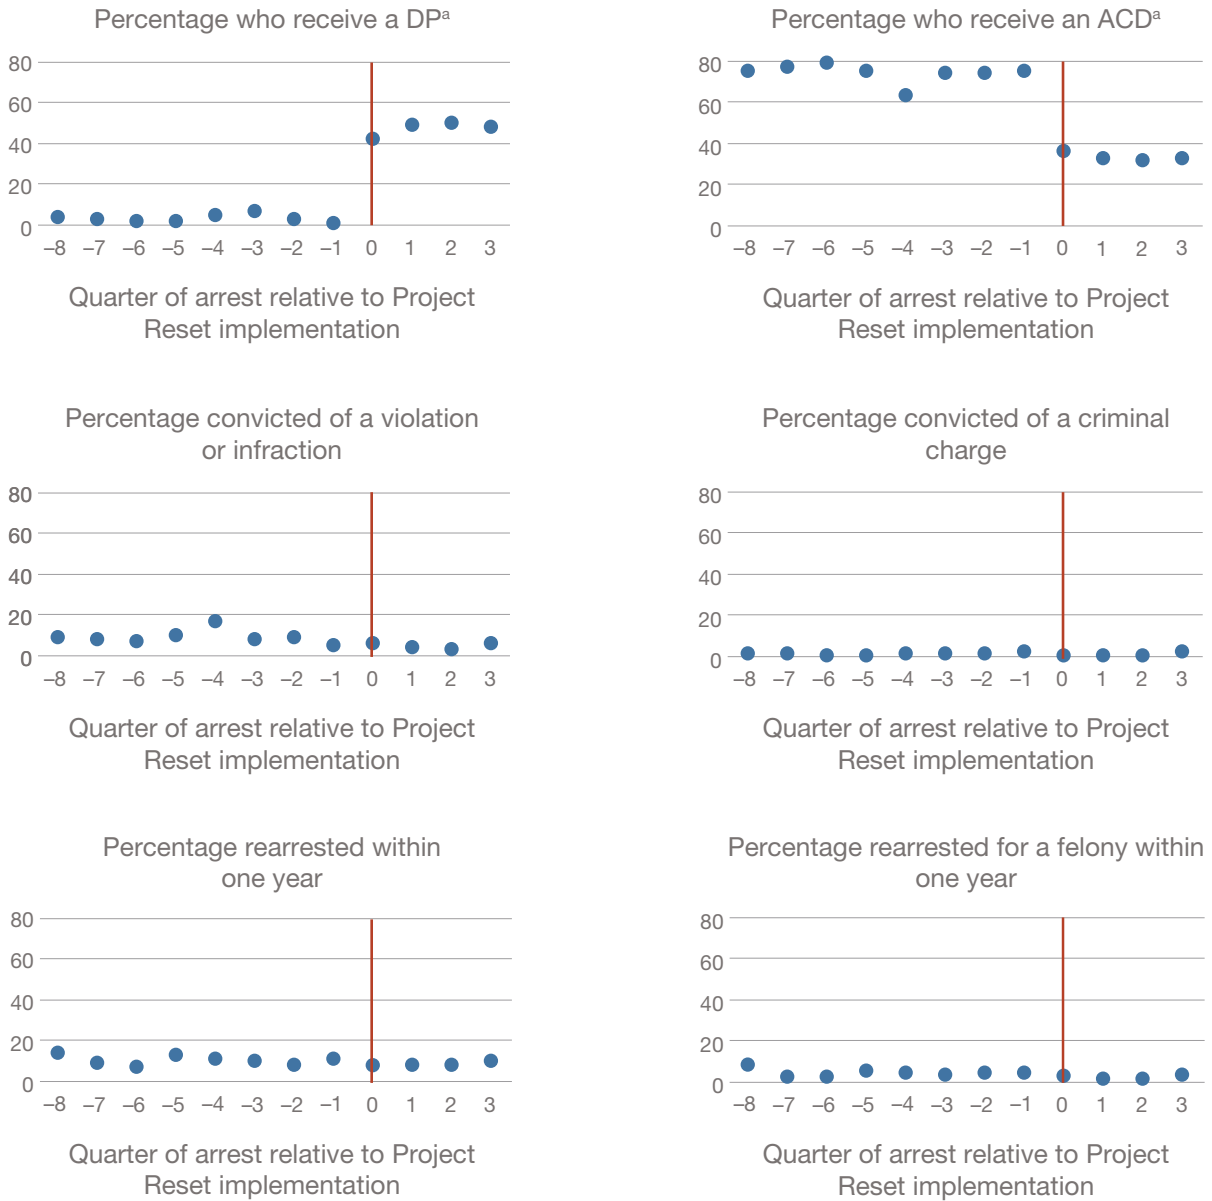 Percentage who receive a DPᵃ
80
60
40
20
0
–8 –7 –6 –5 –4 –3 –2 –1 0 1 2 3
Quarter of arrest relative to Project
Reset implementation
Percentage who receive an ACDᵃ
80
60
40
20
0
–8 –7 –6 –5 –4 –3 –2 –1 0 1 2 3
Quarter of arrest relative to Project
Reset implementation
Percentage convicted of a violation
or infraction
80
60
40
20
0
–8 –7 –6 –5 –4 –3 –2 –1 0 1 2 3
Quarter of arrest relative to Project
Reset implementation
Percentage convicted of a criminal
charge
80
60
40
20
0
–8 –7 –6 –5 –4 –3 –2 –1 0 1 2 3
Quarter of arrest relative to Project
Reset implementation
Percentage rearrested within
one year
80
60
40
20
0
–8 –7 –6 –5 –4 –3 –2 –1 0 1 2 3
Quarter of arrest relative to Project
Reset implementation
Percentage rearrested for a felony within
one year
80
60
40
20
0
–8 –7 –6 –5 –4 –3 –2 –1 0 1 2 3
Quarter of arrest relative to Project
Reset implementation